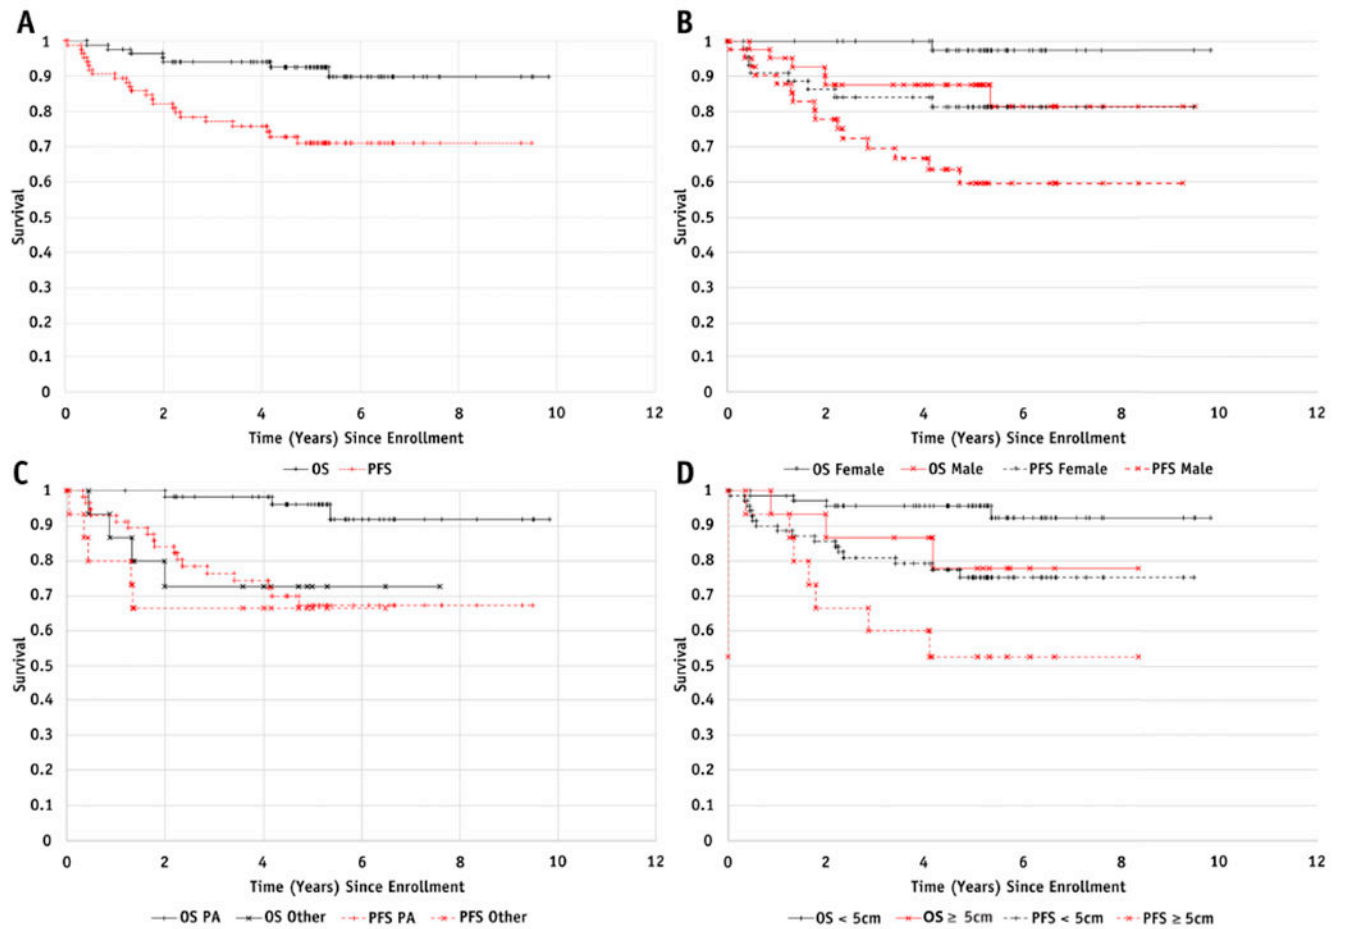 A
1
0.9
0.8
0.7
0.6
0.5
0.4
0.3
0.2
0.1
0
Survival
0 2 4 6 8 10 12
Time (Years) Since Enrollment
OS PFS
B
1
0.9
0.8
0.7
0.6
0.5
0.4
0.3
0.2
0.1
0
Survival
0 2 4 6 8 10 12
Time (Years) Since Enrollment
OS Female OS Male PFS Female PFS Male
C
1
0.9
0.8
0.7
0.6
0.5
0.4
0.3
0.2
0.1
0
Survival
0 2 4 6 8 10 12
Time (Years) Since Enrollment
OS PA OS Other PFS PA PFS Other
D
1
0.9
0.8
0.7
0.6
0.5
0.4
0.3
0.2
0.1
0
Survival
0 2 4 6 8 10 12
Time (Years) Since Enrollment
OS < 5cm OS ≥ 5cm PFS < 5cm PFS ≥ 5cm